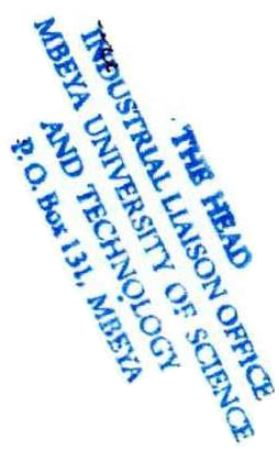 THE HEAD
INDUSTRIAL LIAISON OFFICE
MBEYA UNIVERSITY OF SCIENCE
AND TECHNOLOGY
P. O. Box 131, MBEYA